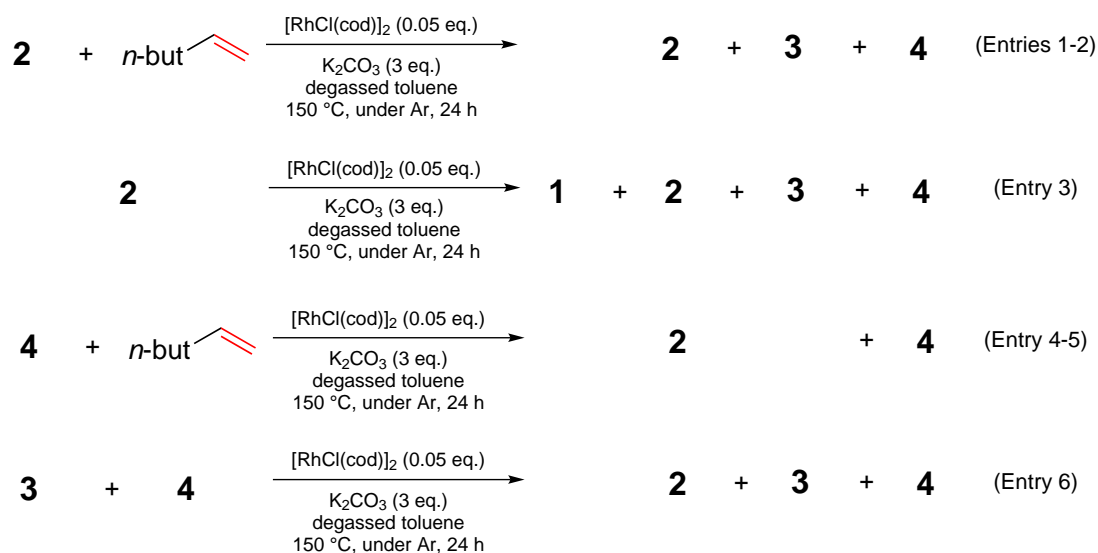 [RhCl(cod)]₂ (0.05 eq.)
2 + n-but 2 + 3 + 4 (Entries 1-2)
K₂CO₃ (3 eq.)
degassed toluene
150 °C, under Ar, 24 h
[RhCl(cod)]₂ (0.05 eq.)
2 1 + 2 + 3 + 4 (Entry 3)
K₂CO₃ (3 eq.)
degassed toluene
150 °C, under Ar, 24 h
[RhCl(cod)]₂ (0.05 eq.)
4 + n-but 2 + 4 (Entry 4-5)
K₂CO₃ (3 eq.)
degassed toluene
150 °C, under Ar, 24 h
[RhCl(cod)]₂ (0.05 eq.)
3 + 4 2 + 3 + 4 (Entry 6)
K₂CO₃ (3 eq.)
degassed toluene
150 °C, under Ar, 24 h